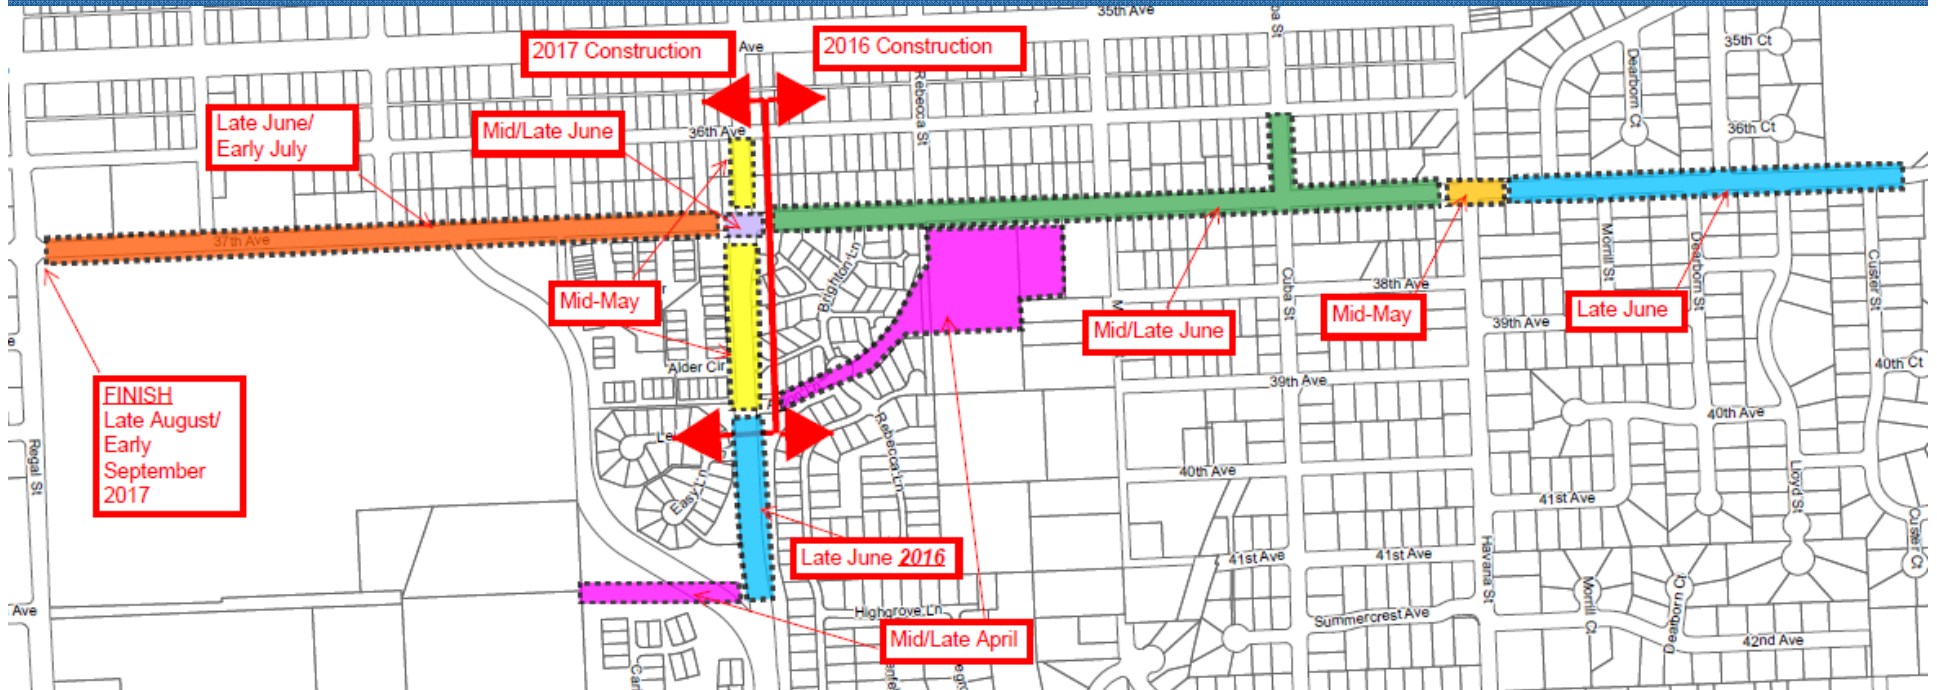 35th Ave
ba St
2017 Construction
Ave
2016 Construction
35th Ct
Dearborn Ct
Rebecca St
Late June/
Early July
Mid/Late June
36th Ave
36th Ct
37th Ave
Brighton Ln
Morrill St
Dearborn St
Custer St
Cuba St
38th Ave
Mid-May
Mid/Late June
Mid-May
Late June
39th Ave
Alder Cir
39th Ave
40th Ct
FINISH
Late August/
Early
September
2017
40th Ave
Le
Rebecca Ln
Regal St
40th Ave
Lloyd St
Easy Ln
41st Ave
Late June 2016
41st Ave
41st Ave
Havana St
Custer Ct
Ave
Highgrove Ln
Summercrest Ave
Morrill Ct
Dearborn Ct
Mid/Late April
42nd Ave